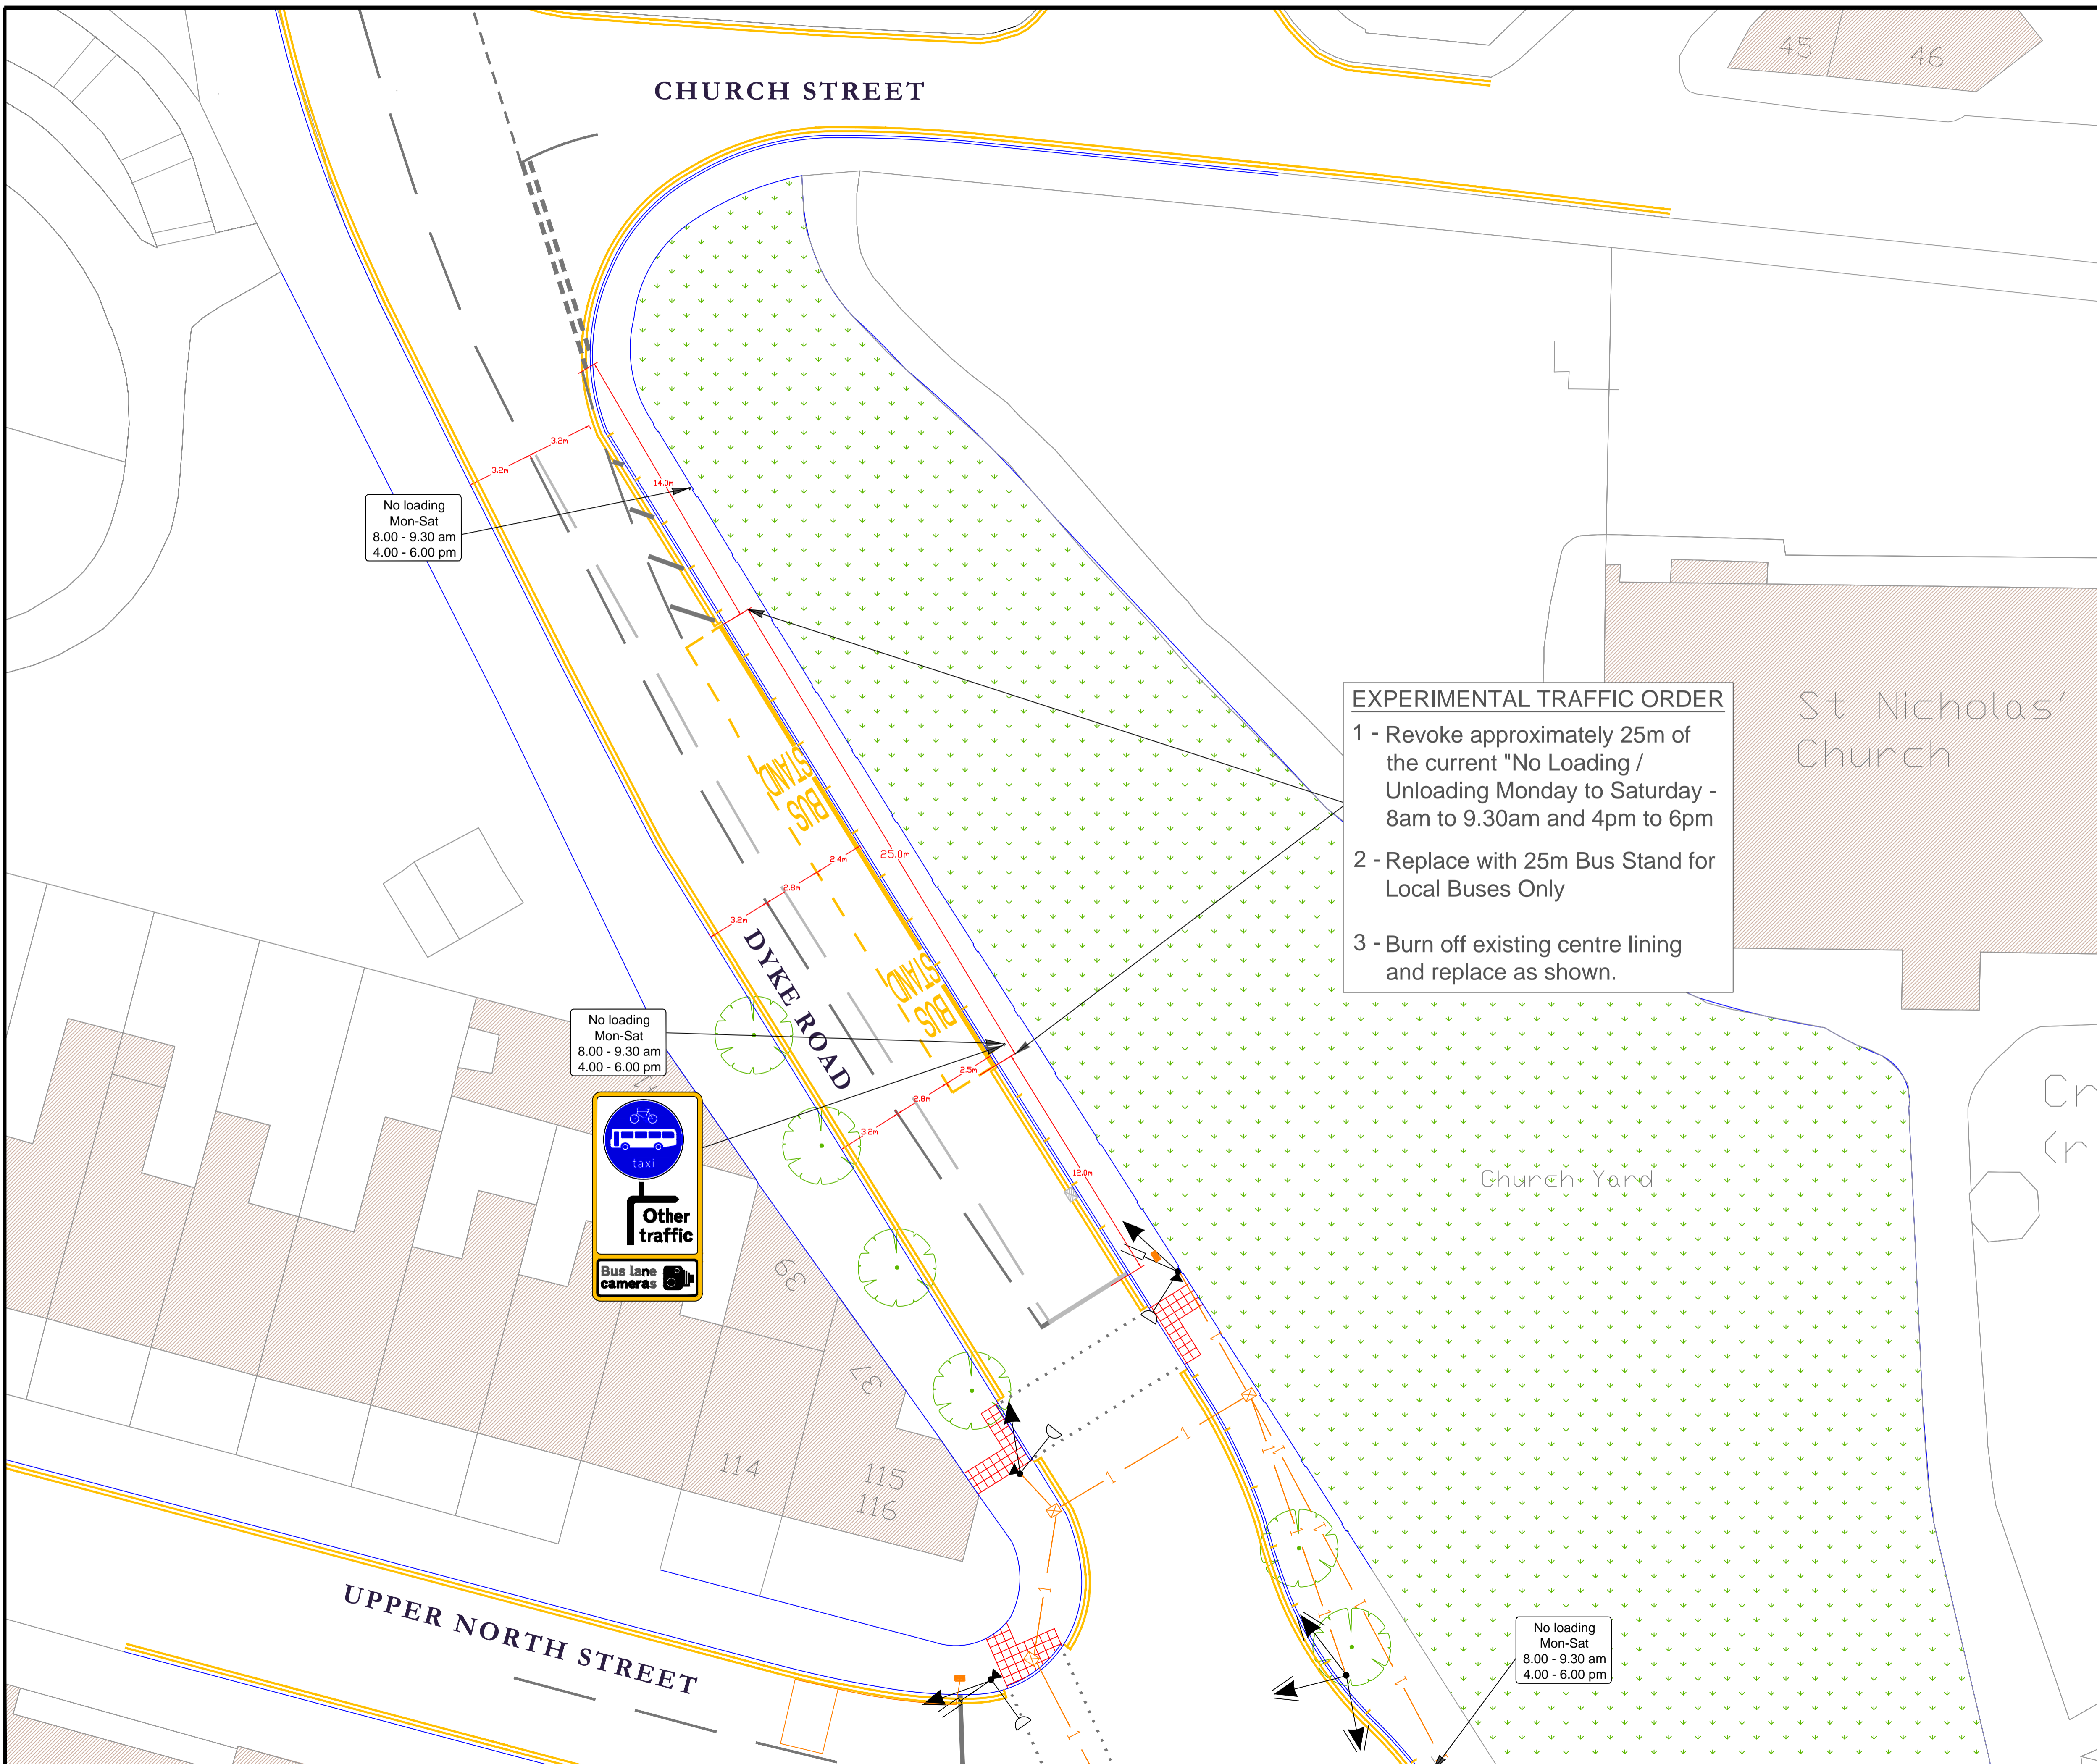 CHURCH STREET
45
46
3.2m
3.2m
14.0m
No loading
Mon-Sat
8.00 - 9.30 am
4.00 - 6.00 pm
EXPERIMENTAL TRAFFIC ORDER
1 - Revoke approximately 25m of
the current "No Loading /
Unloading Monday to Saturday -
8am to 9.30am and 4pm to 6pm
2 - Replace with 25m Bus Stand for
Local Buses Only
3 - Burn off existing centre lining
and replace as shown.
St Nicholas'
Church
BUS
STAND
25.0m
2.4m
2.8m
3.2m
DYKE ROAD
BUS
STAND
No loading
Mon-Sat
8.00 - 9.30 am
4.00 - 6.00 pm
2.5m
2.8m
3.2m
taxi
Other
traffic
Bus lane
cameras
12.0m
Church Yard
39
37
114
115
116
UPPER NORTH STREET
No loading
Mon-Sat
8.00 - 9.30 am
4.00 - 6.00 pm